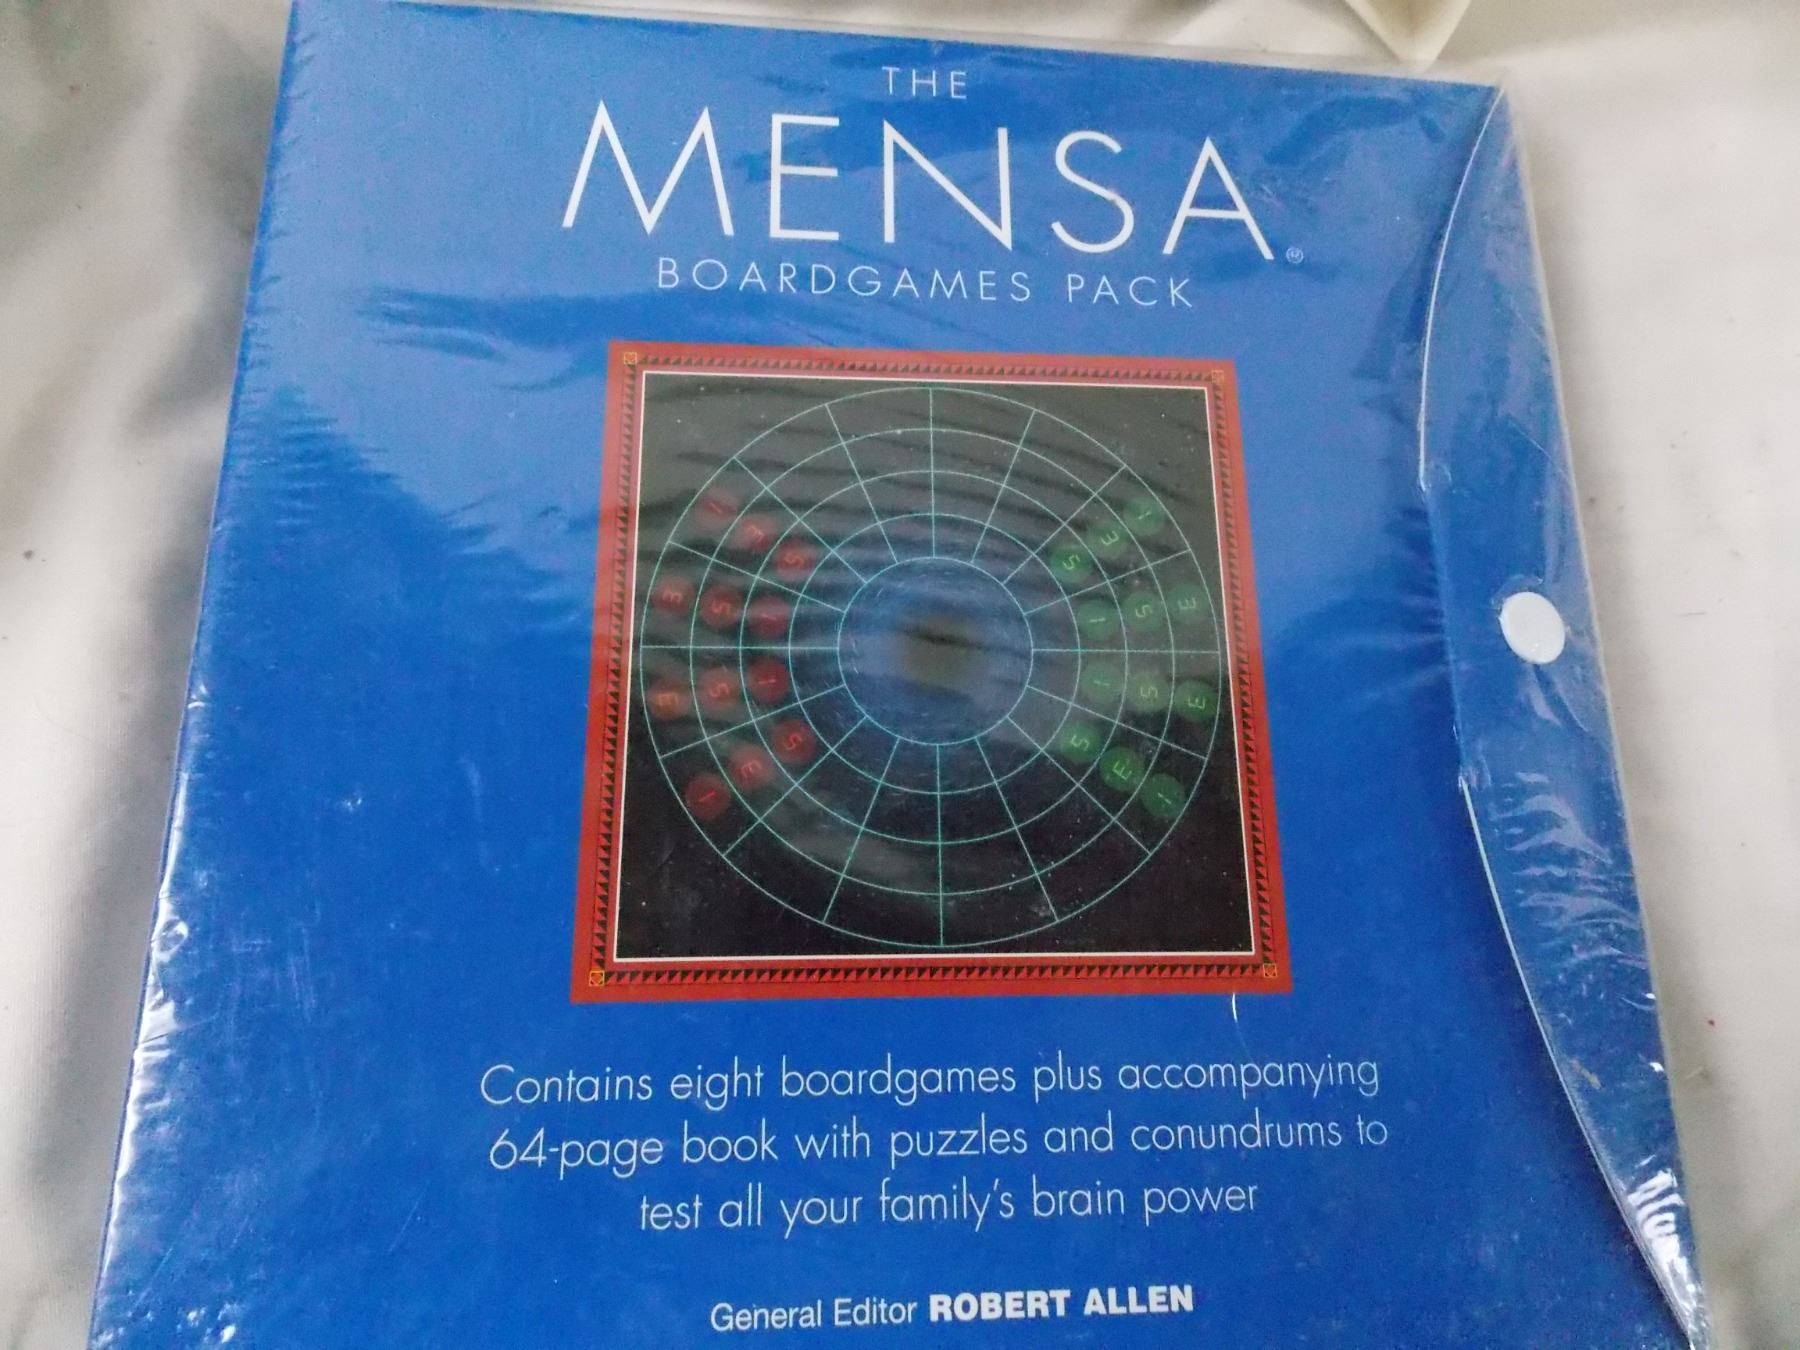 THE
MENSA®
BOARDGAMES PACK
Contains eight boardgames plus accompanying
64-page book with puzzles and conundrums to
test all your family's brain power
General Editor ROBERT ALLEN